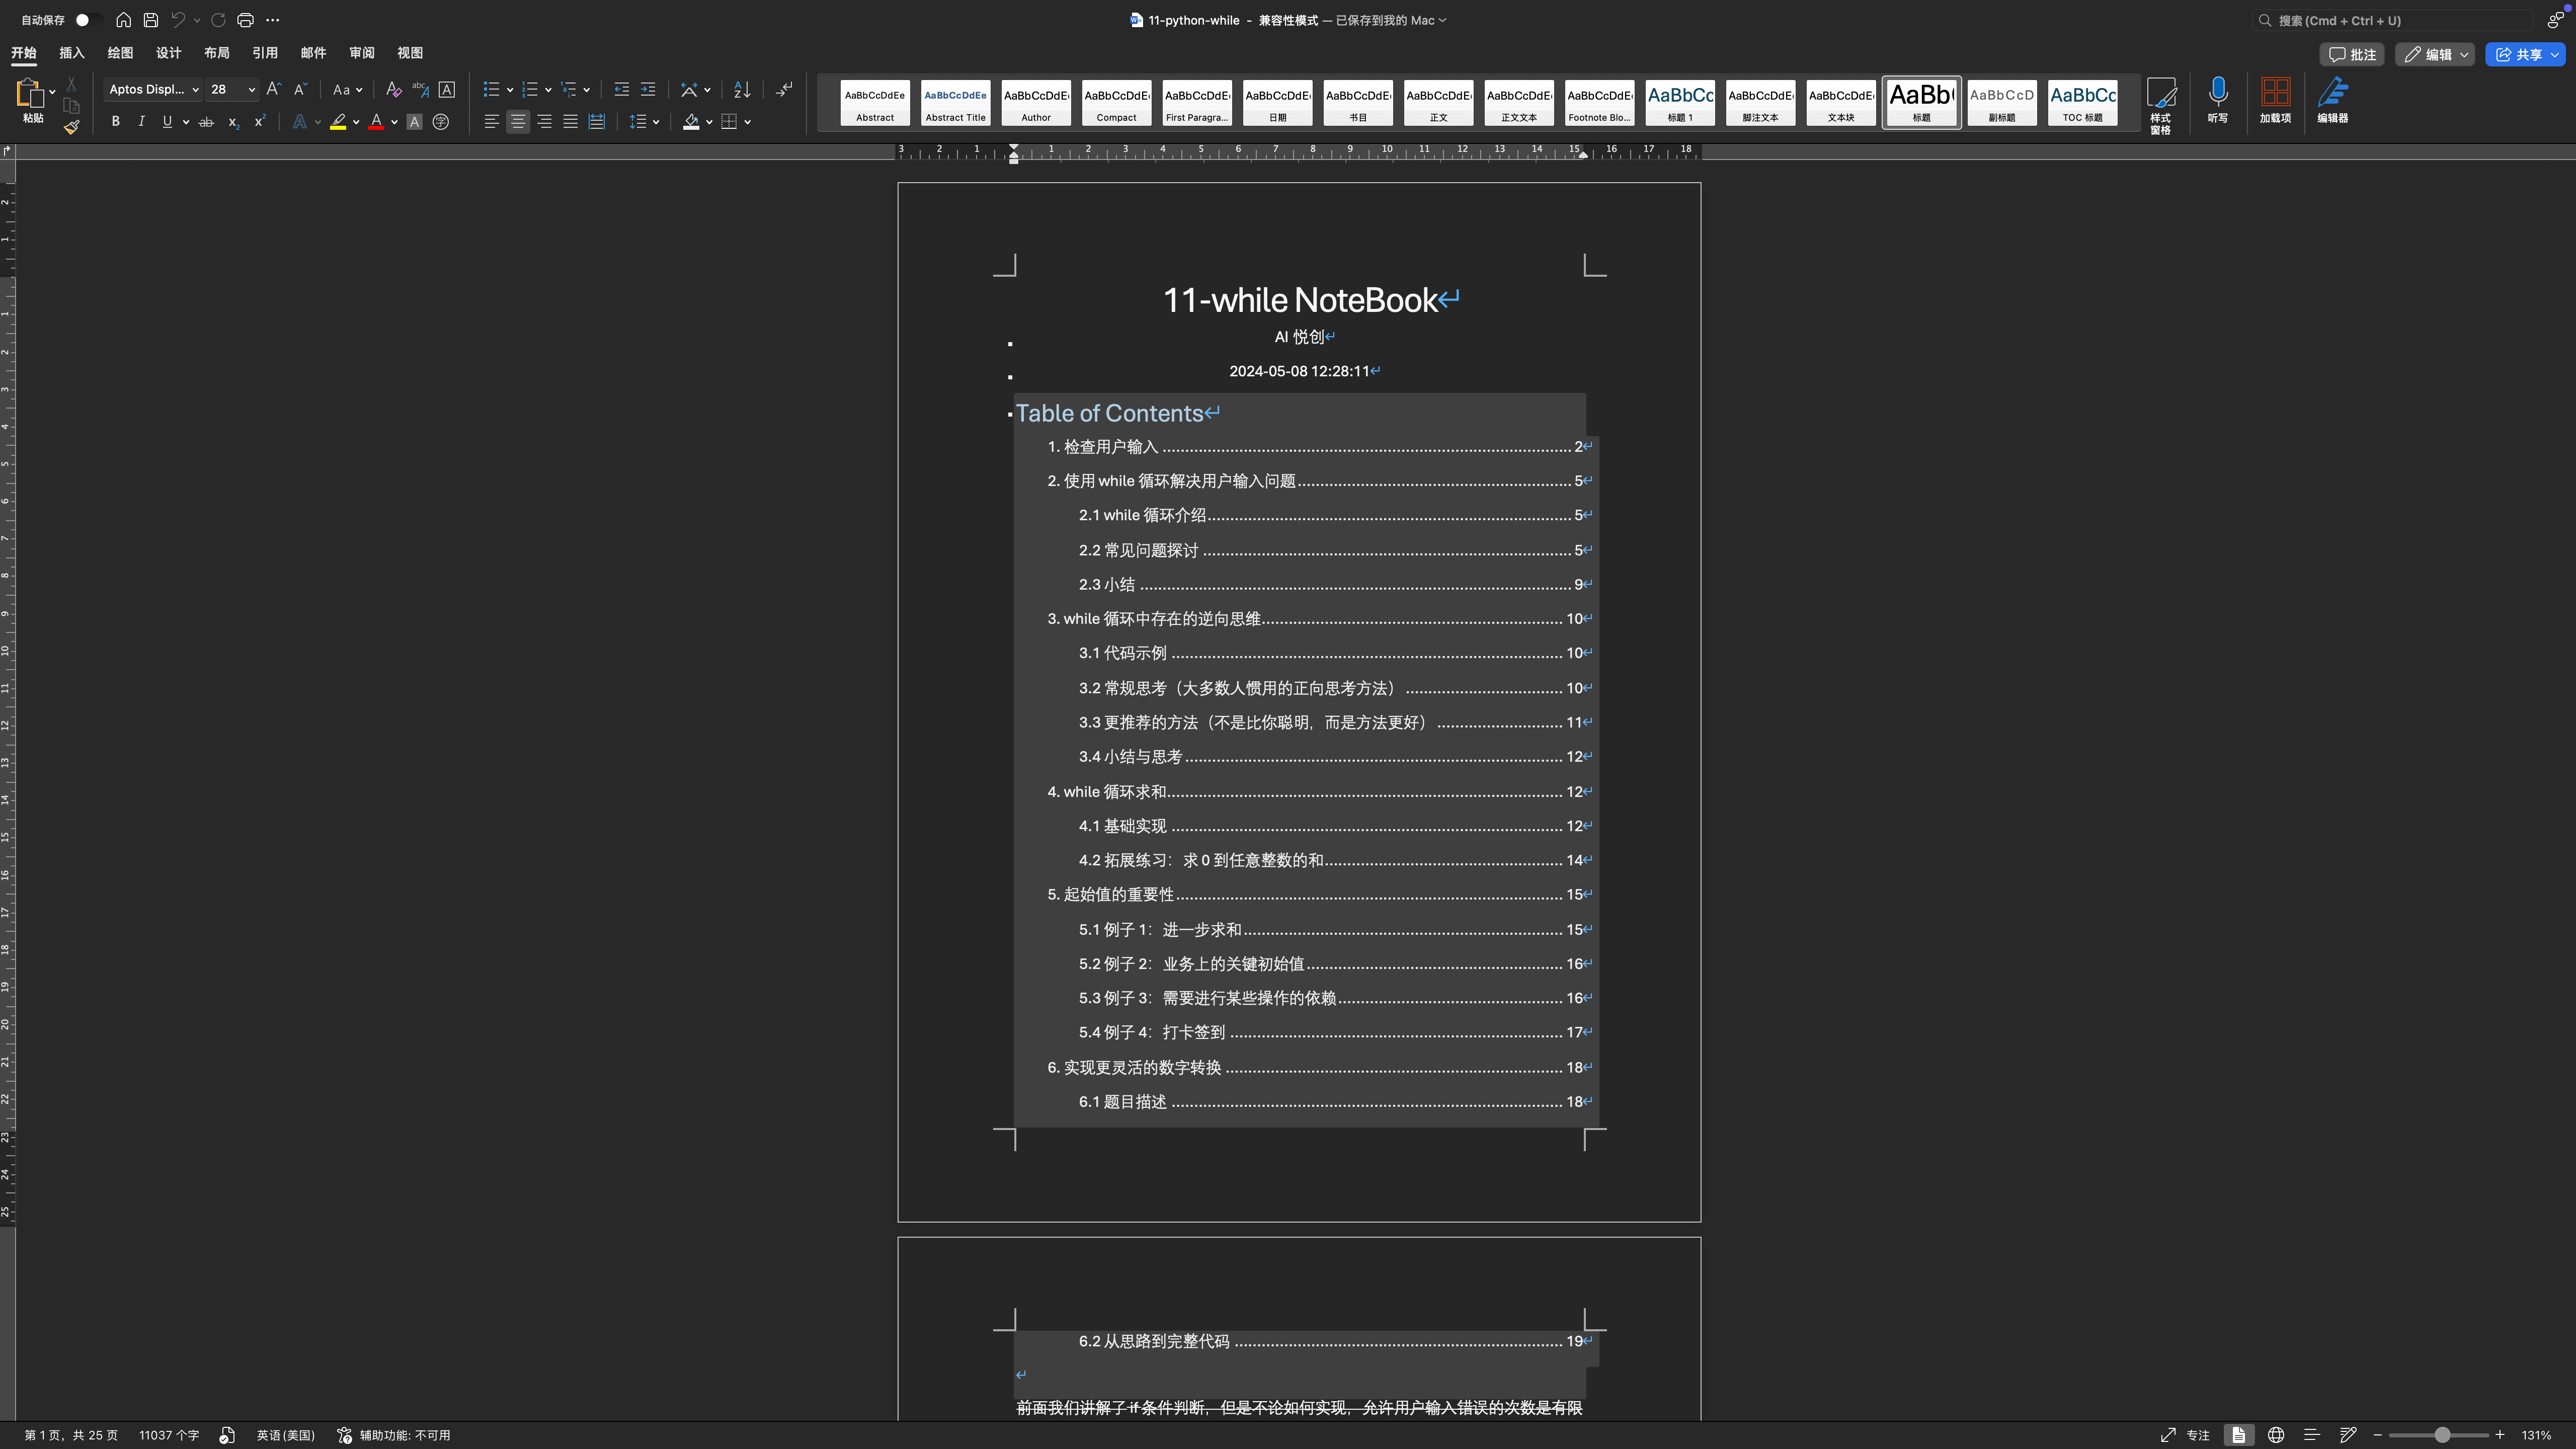 自动保存
11-python-while - 兼容性模式 — 已保存到我的 Mac
搜索 (Cmd + Ctrl + U)
开始 插入 绘图 设计 布局 引用 邮件 审阅 视图
批注 编辑 共享
粘贴
Aptos Displ... 28
AaBbCcDdEe Abstract
AaBbCcDdEe Abstract Title
AaBbCcDdE Author
AaBbCcDdE Compact
AaBbCcDdE First Paragra...
AaBbCcDdE 日期
AaBbCcDdE 书目
AaBbCcDdE 正文
AaBbCcDdE 正文文本
AaBbCcDdE Footnote Blo...
AaBbCc 标题 1
AaBbCcDdE 脚注文本
AaBbCcDdE 文本块
AaBb 标题
AaBbCcD 副标题
AaBbCc TOC 标题
样式窗格
听写
加载项
编辑器
3 2 1 1 2 3 4 5 6 7 8 9 10 11 12 13 14 15 16 17 18
11-while NoteBook
AI 悦创
2024-05-08 12:28:11
Table of Contents
1. 检查用户输入 2
2. 使用 while 循环解决用户输入问题 5
2.1 while 循环介绍 5
2.2 常见问题探讨 5
2.3 小结 9
3. while 循环中存在的逆向思维 10
3.1 代码示例 10
3.2 常规思考（大多数人惯用的正向思考方法） 10
3.3 更推荐的方法（不是比你聪明，而是方法更好） 11
3.4 小结与思考 12
4. while 循环求和 12
4.1 基础实现 12
4.2 拓展练习：求 0 到任意整数的和 14
5. 起始值的重要性 15
5.1 例子 1：进一步求和 15
5.2 例子 2：业务上的关键初始值 16
5.3 例子 3：需要进行某些操作的依赖 16
5.4 例子 4：打卡签到 17
6. 实现更灵活的数字转换 18
6.1 题目描述 18
6.2 从思路到完整代码 19
前面我们讲解了 if 条件判断，但是不论如何实现，允许用户输入错误的次数是有限
第 1 页，共 25 页 11037 个字 英语 (美国) 辅助功能: 不可用
专注 131%